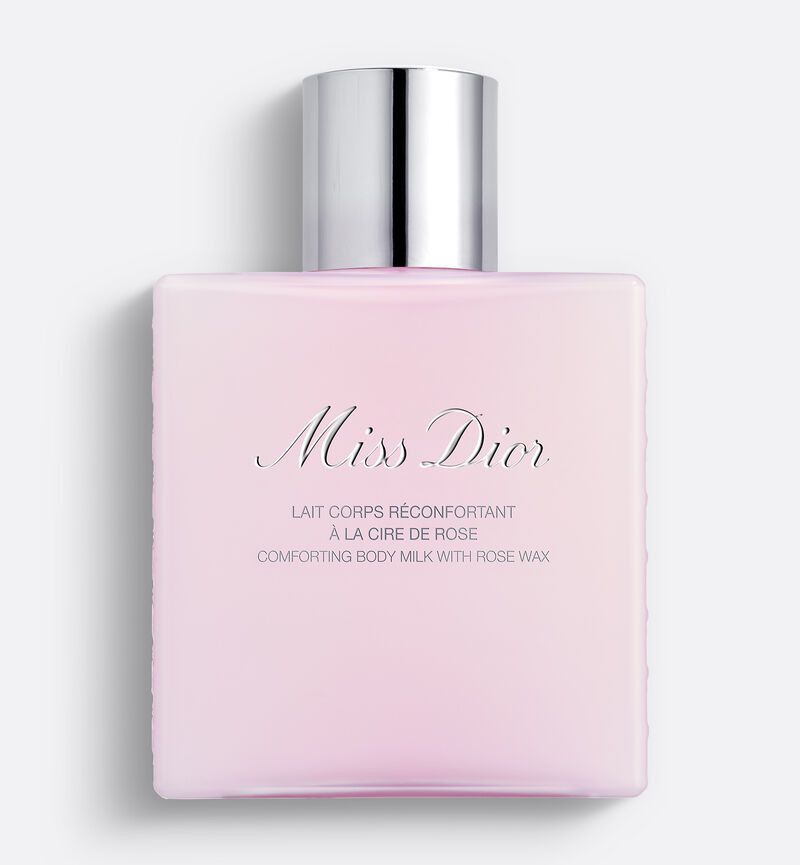 Miss Dior
LAIT CORPS RÉCONFORTANT
À LA CIRE DE ROSE
COMFORTING BODY MILK WITH ROSE WAX